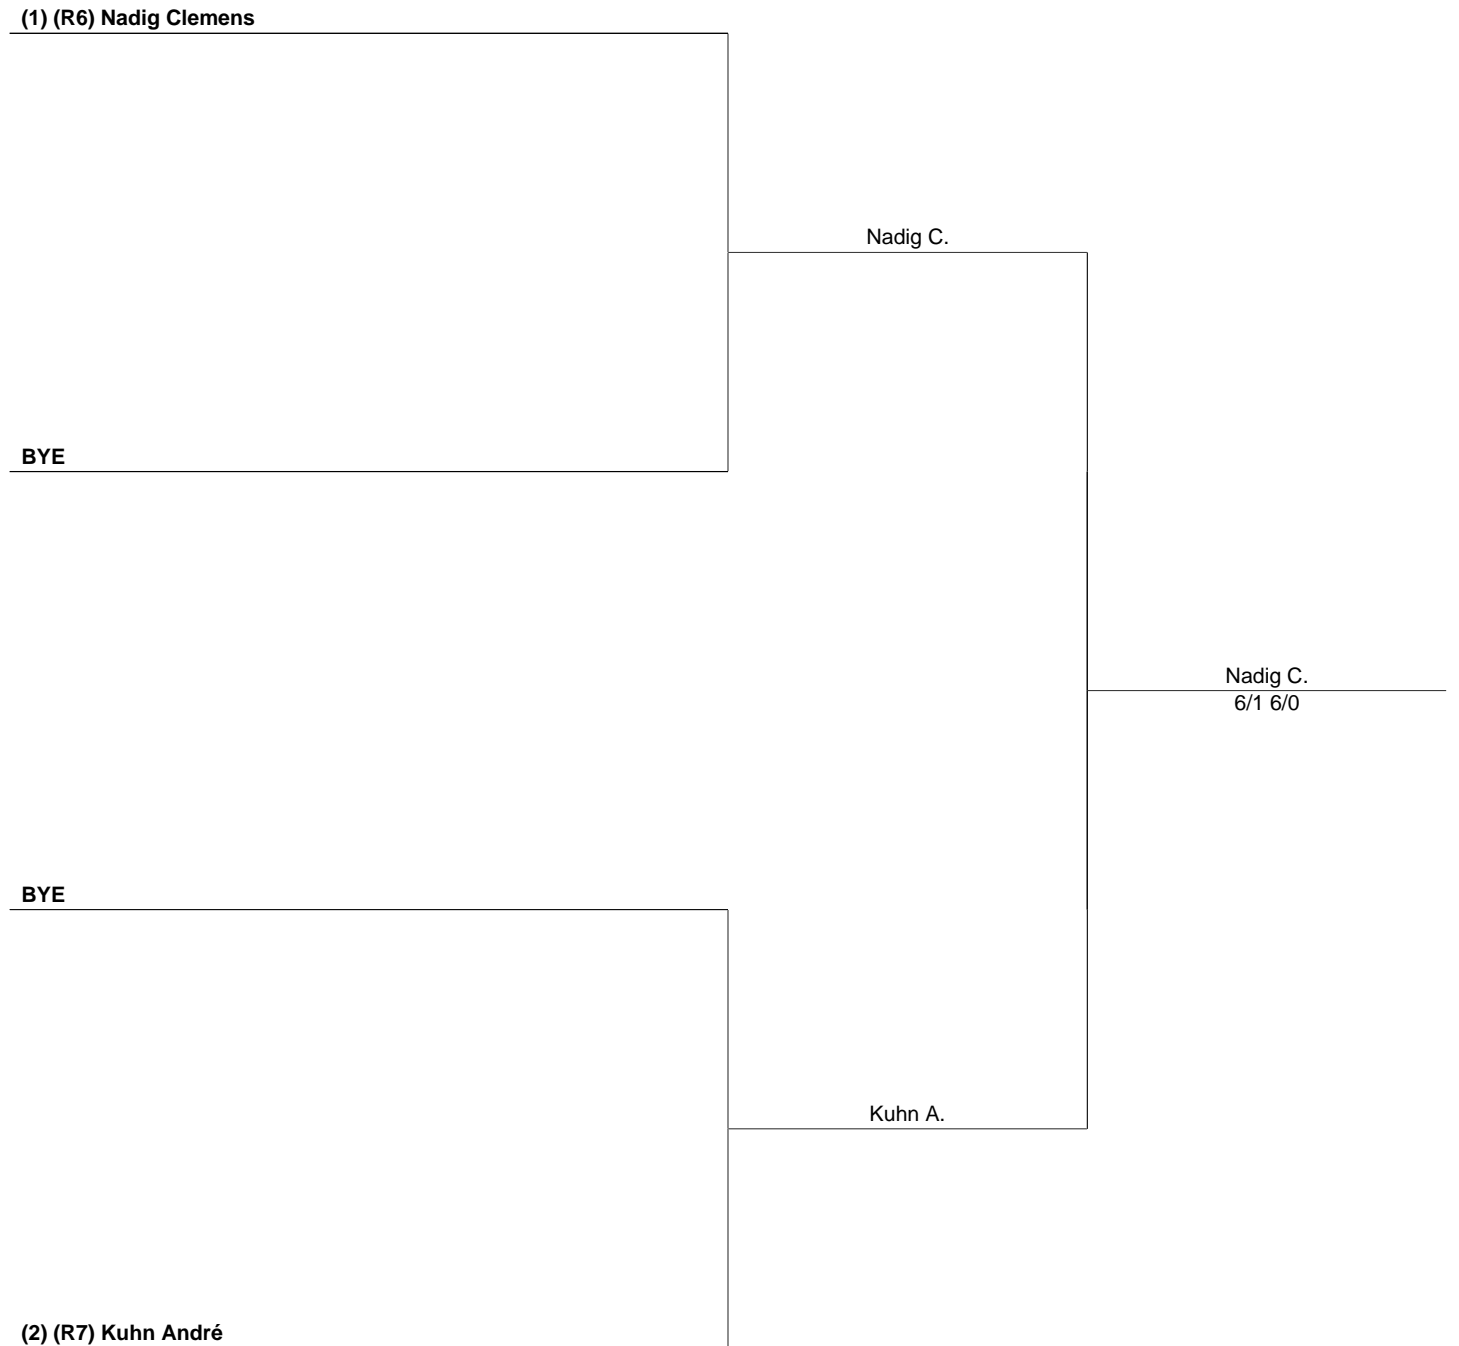 (1) (R6) Nadig Clemens
Nadig C.
BYE
Nadig C.
6/1 6/0
BYE
Kuhn A.
(2) (R7) Kuhn André